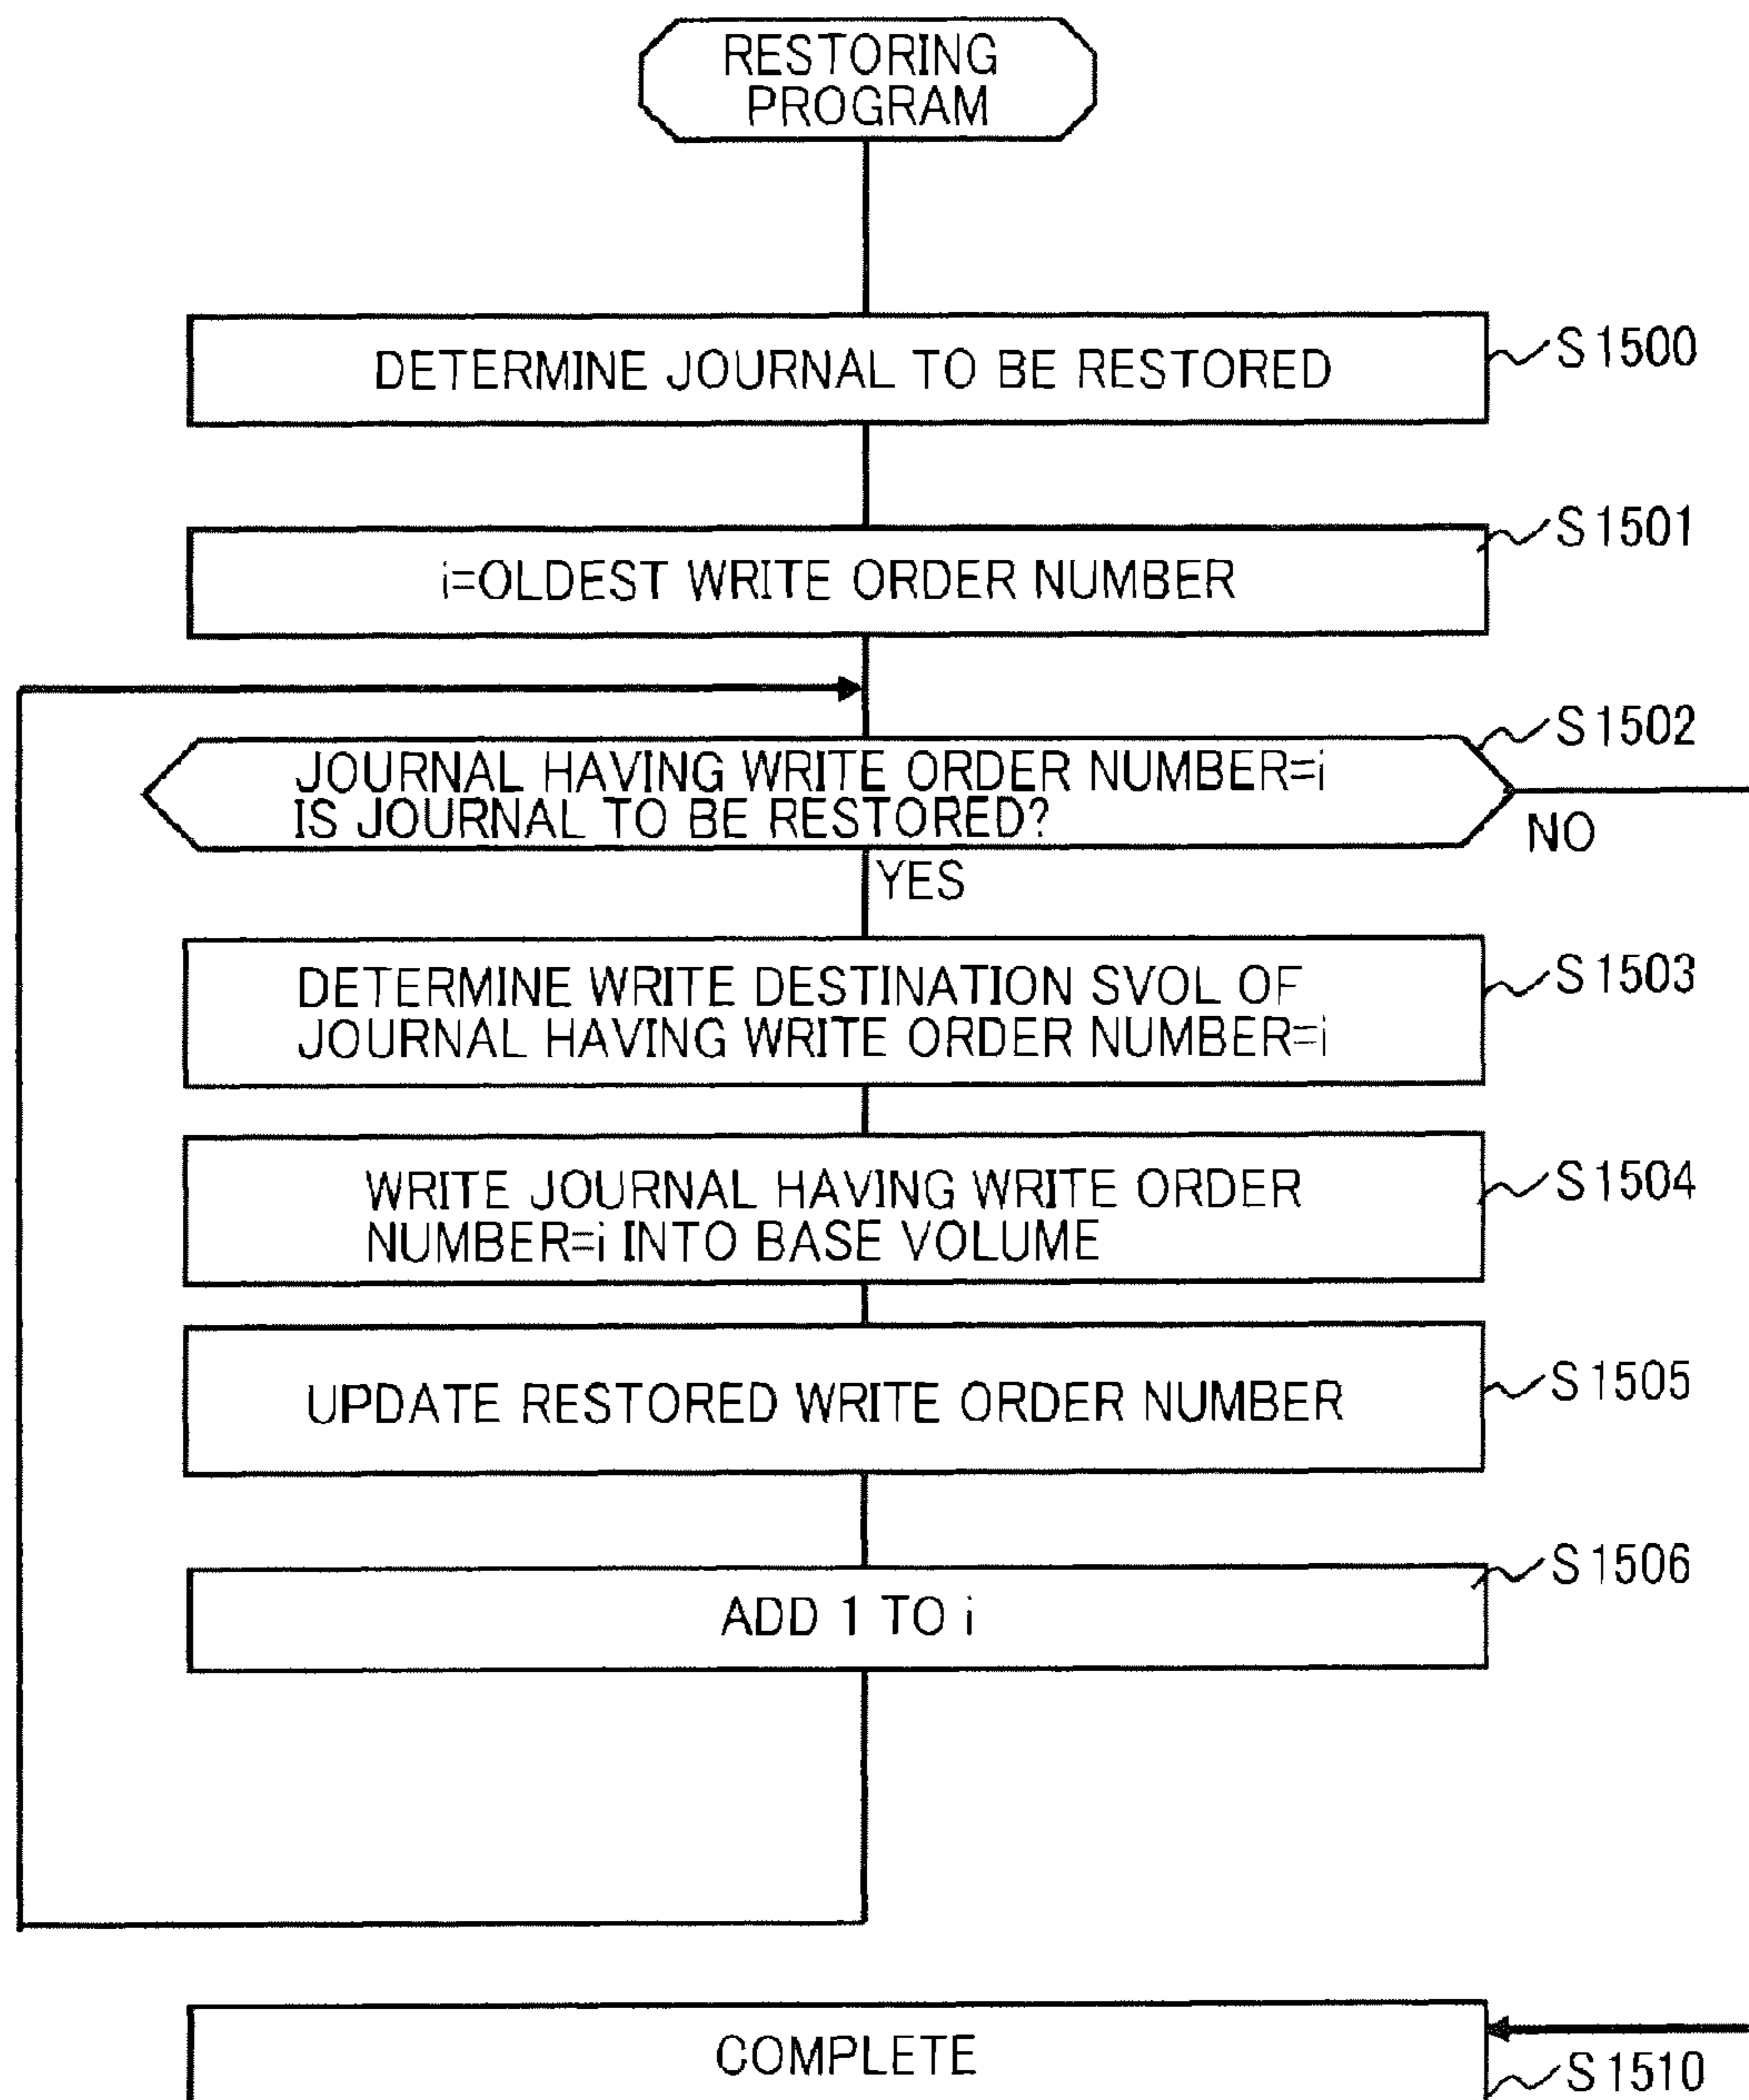 RESTORING
PROGRAM
DETERMINE JOURNAL TO BE RESTORED
S1500
i=OLDEST WRITE ORDER NUMBER
S1501
JOURNAL HAVING WRITE ORDER NUMBER=i
IS JOURNAL TO BE RESTORED?
S1502
NO
YES
DETERMINE WRITE DESTINATION SVOL OF
JOURNAL HAVING WRITE ORDER NUMBER=i
S1503
WRITE JOURNAL HAVING WRITE ORDER
NUMBER=i INTO BASE VOLUME
S1504
UPDATE RESTORED WRITE ORDER NUMBER
S1505
ADD 1 TO i
S1506
COMPLETE
S1510